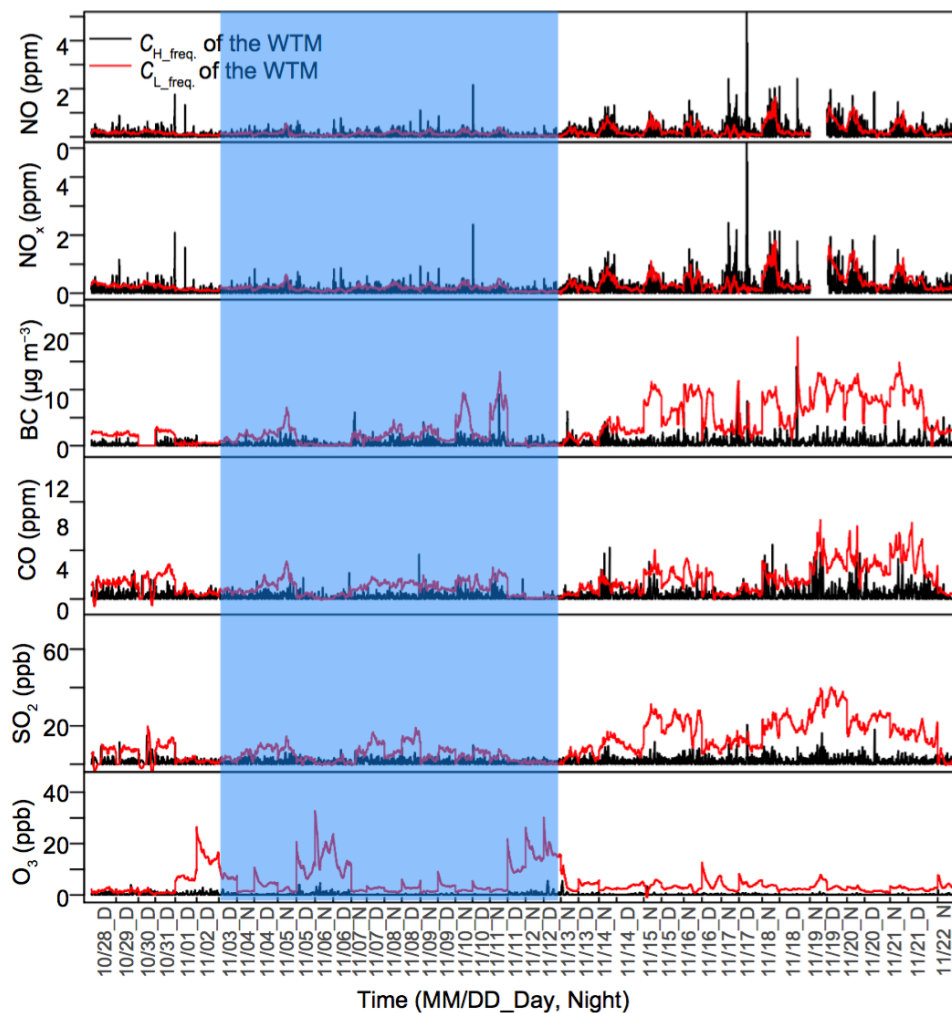 C_H_freq. of the WTM
C_L_freq. of the WTM
NO (ppm)
4
2
0
NOx (ppm)
4
2
0
BC (µg m⁻³)
20
10
0
CO (ppm)
12
8
4
0
SO₂ (ppb)
60
20
0
O₃ (ppb)
40
20
0
10/28_D
10/29_D
10/30_D
10/31_D
11/01_D
11/02_D
11/03_D
11/04_N
11/04_D
11/05_N
11/05_D
11/06_N
11/06_D
11/07_N
11/07_D
11/08_N
11/08_D
11/09_N
11/09_D
11/10_N
11/10_D
11/11_N
11/11_D
11/12_N
11/12_D
11/13_N
11/13_D
11/14_N
11/14_D
11/15_N
11/15_D
11/16_N
11/16_D
11/17_N
11/17_D
11/18_N
11/18_D
11/19_N
11/19_D
11/20_N
11/20_D
11/21_N
11/21_D
11/22_N
Time (MM/DD_Day, Night)